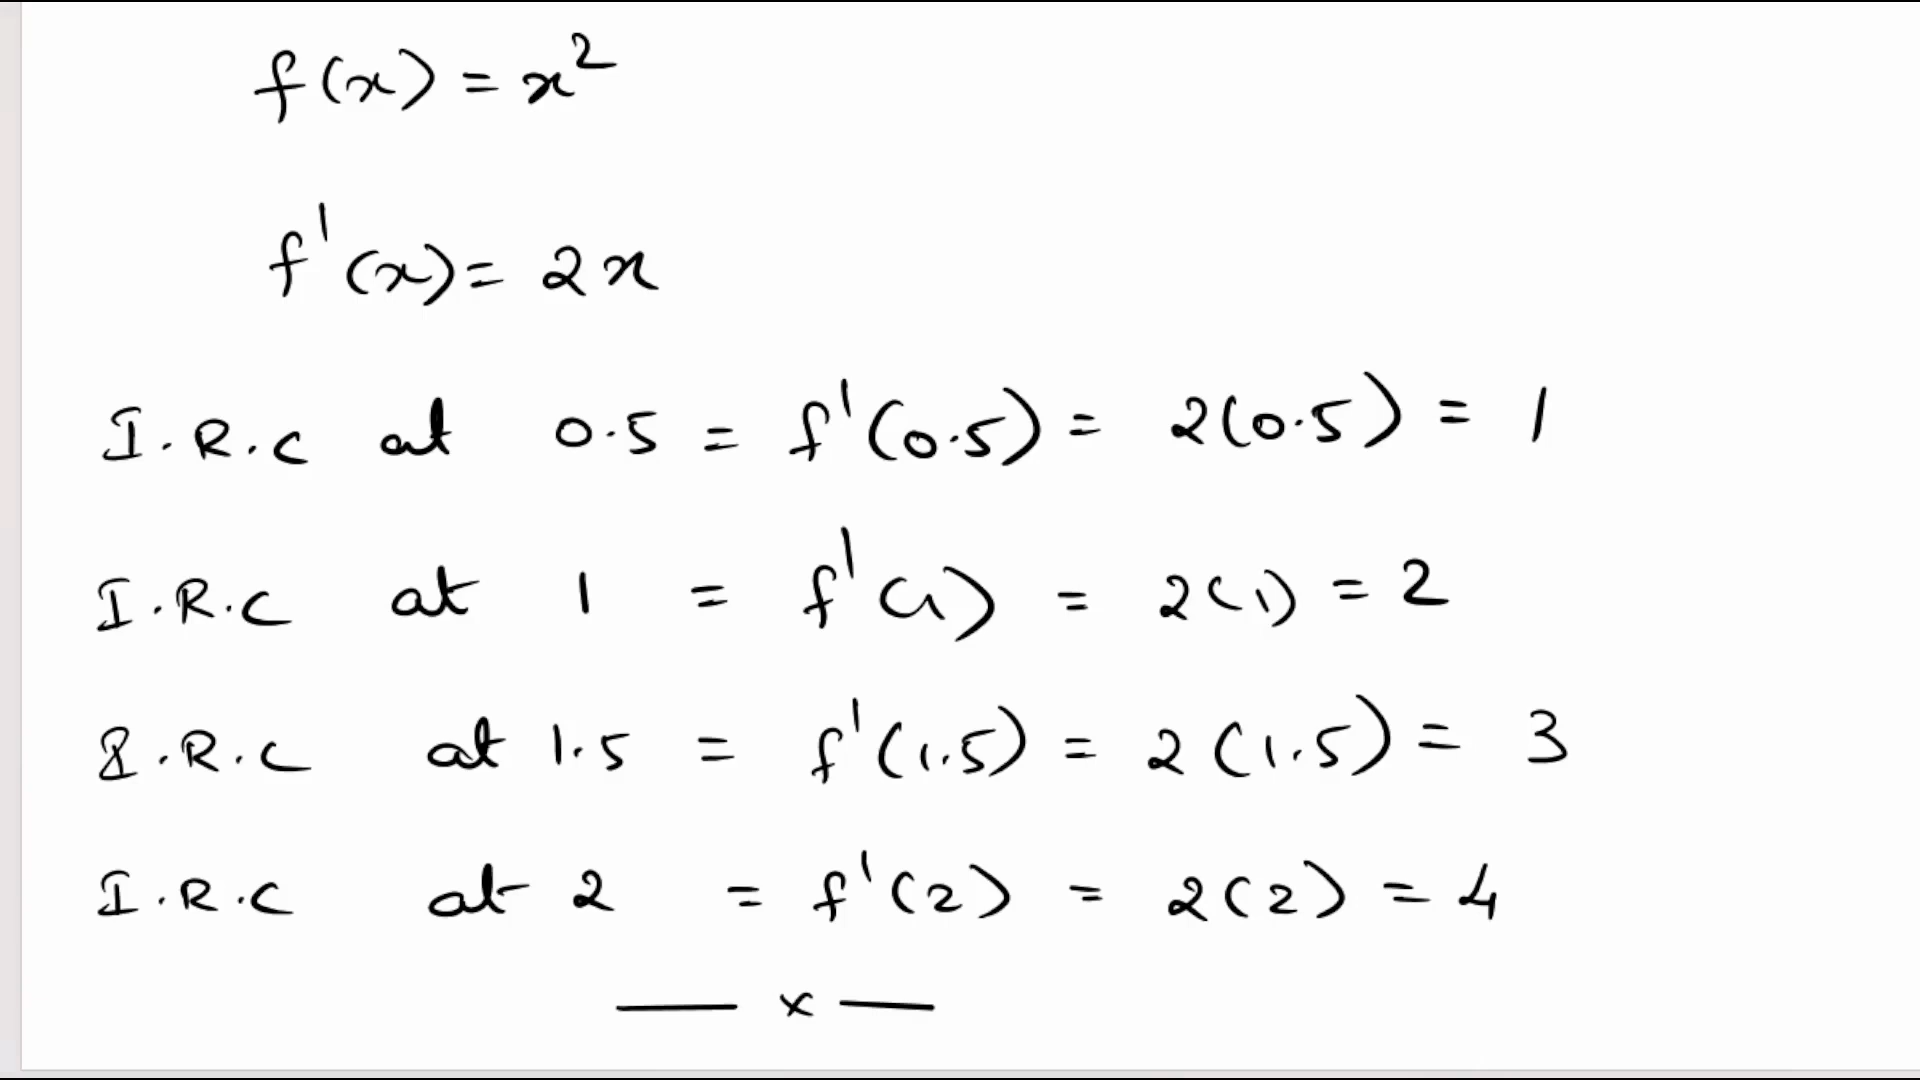 f(x) = x²
f'(x) = 2x
I.R.C at 0.5 = f'(0.5) = 2(0.5) = 1
I.R.C at 1 = f'(1) = 2(1) = 2
I.R.C at 1.5 = f'(1.5) = 2(1.5) = 3
I.R.C at 2 = f'(2) = 2(2) = 4
— x —